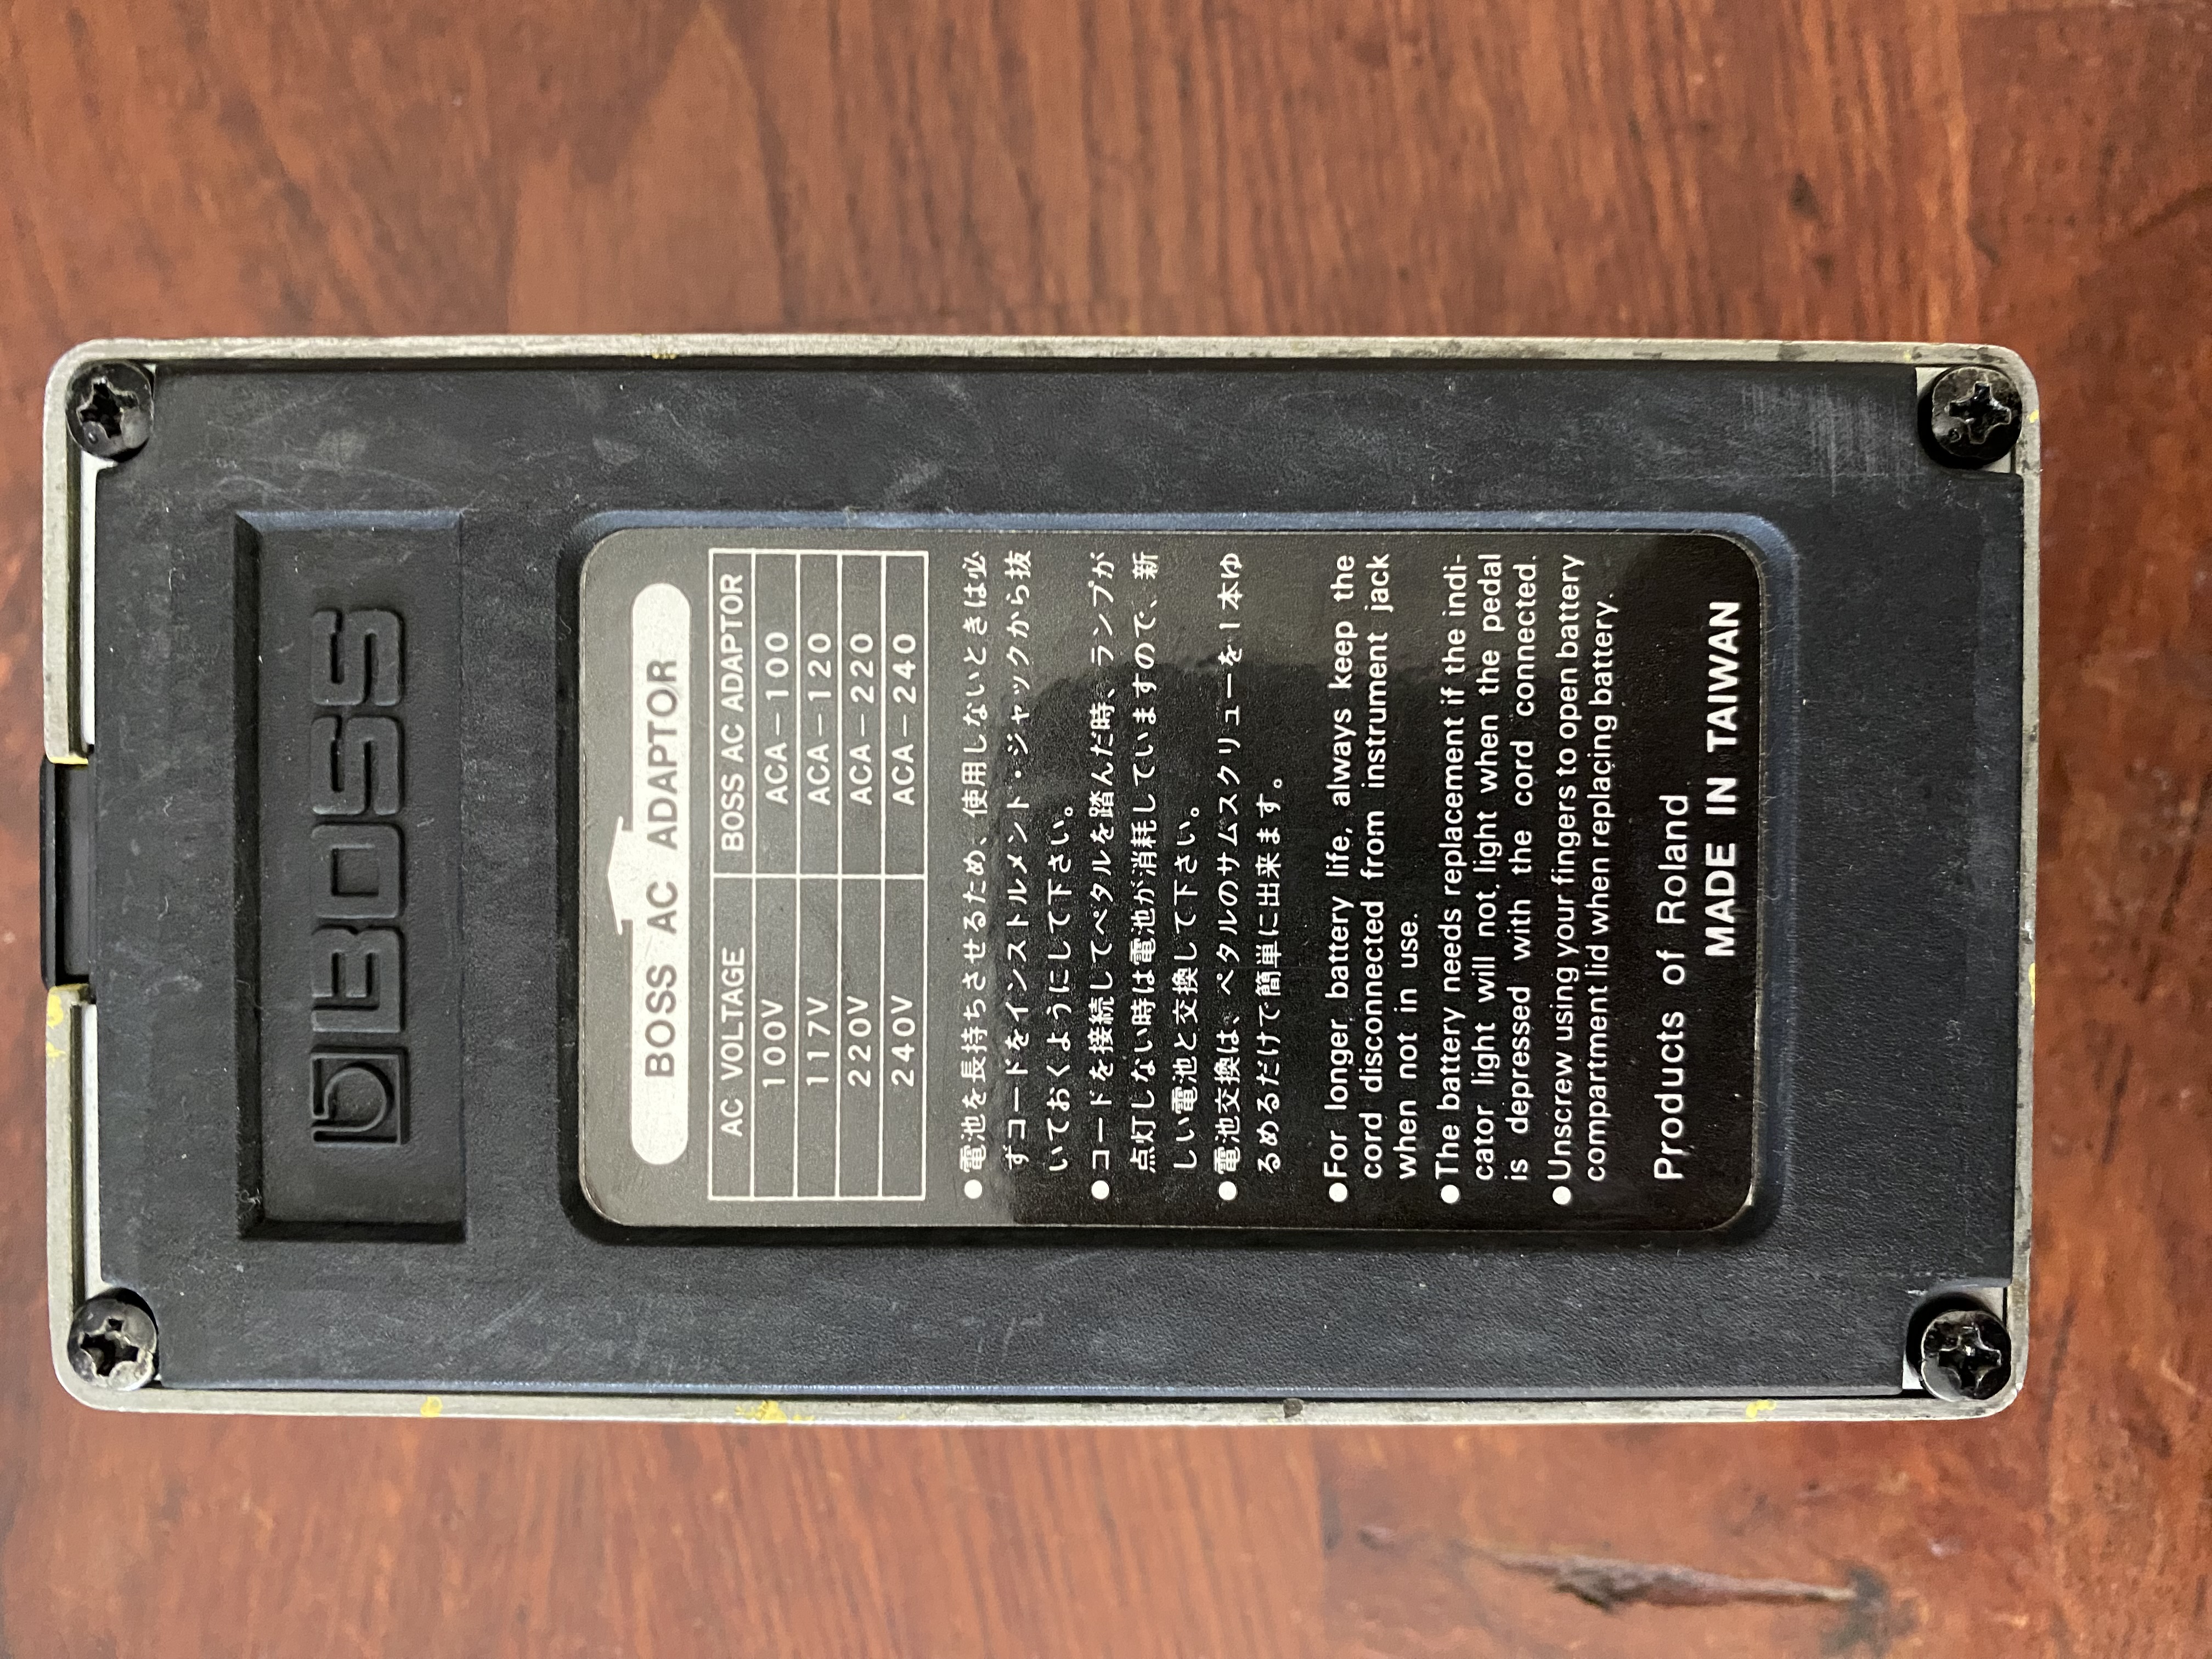 BOSS
BOSS AC ADAPTOR
AC VOLTAGE BOSS AC ADAPTOR
100V ACA-100
117V ACA-120
220V ACA-220
240V ACA-240
●電池を長持ちさせるため、使用しないときは必
ずコードをインストルメント・ジャックから抜
いておくようにして下さい。
●コードを接続してペタルを踏んだ時、ランプが
点灯しない時は電池が消耗していますので、新
しい電池と交換して下さい。
●電池交換は、ペタルのサムスクリューを1本ゆ
るめるだけで簡単に出来ます。
●For longer battery life, always keep the
cord disconnected from instrument jack
when not in use.
●The battery needs replacement if the indi-
cator light will not light when the pedal
is depressed with the cord connected.
●Unscrew using your fingers to open battery
compartment lid when replacing battery.
Products of Roland
MADE IN TAIWAN